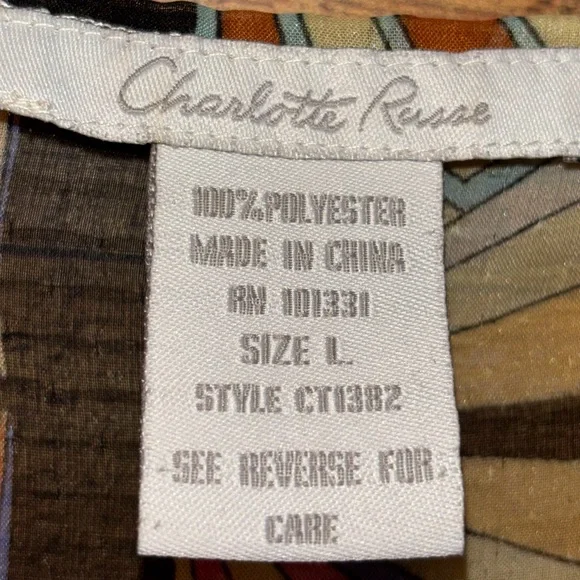 Charlotte Russe
100% POLYESTER
MADE IN CHINA
RN 101331
SIZE L
STYLE CT1382
SEE REVERSE FOR
CARE